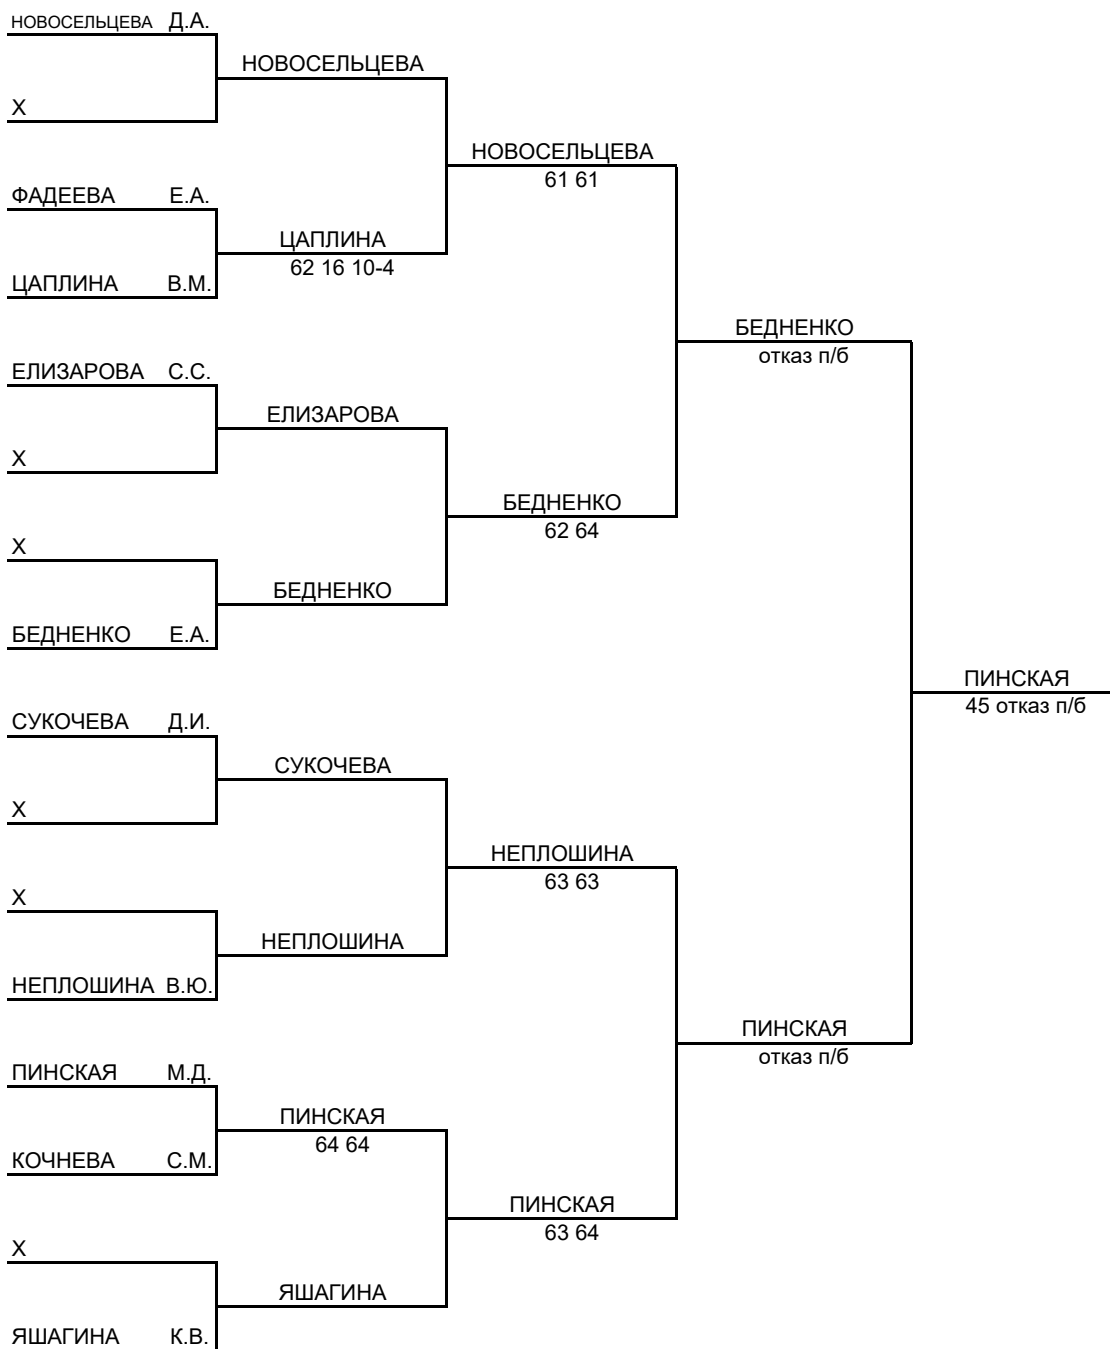 НОВОСЕЛЬЦЕВА Д.А.
НОВОСЕЛЬЦЕВА
X
НОВОСЕЛЬЦЕВА
61 61
ФАДЕЕВА Е.А.
ЦАПЛИНА
62 16 10-4
ЦАПЛИНА В.М.
БЕДНЕНКО
отказ п/б
ЕЛИЗАРОВА С.С.
ЕЛИЗАРОВА
X
БЕДНЕНКО
62 64
X
БЕДНЕНКО
БЕДНЕНКО Е.А.
ПИНСКАЯ
45 отказ п/б
СУКОЧЕВА Д.И.
СУКОЧЕВА
X
НЕПЛОШИНА
63 63
X
НЕПЛОШИНА
НЕПЛОШИНА В.Ю.
ПИНСКАЯ
отказ п/б
ПИНСКАЯ М.Д.
ПИНСКАЯ
64 64
КОЧНЕВА С.М.
ПИНСКАЯ
63 64
X
ЯШАГИНА
ЯШАГИНА К.В.